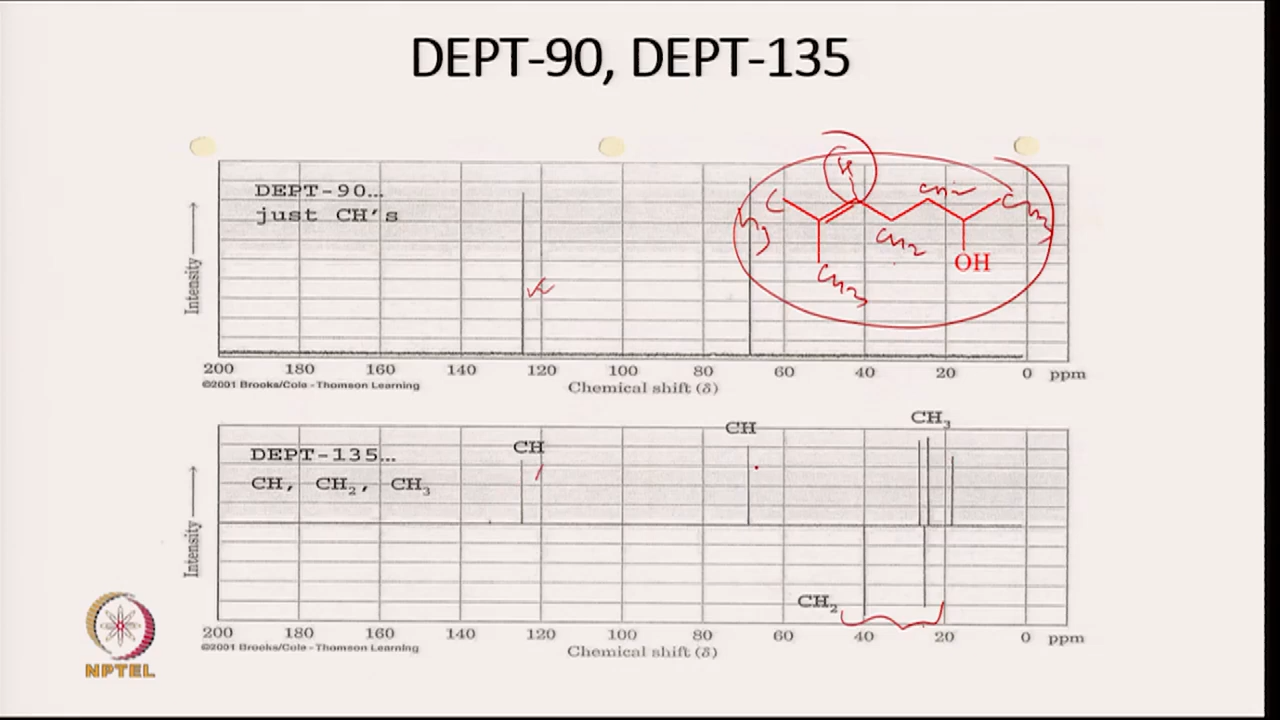 DEPT-90, DEPT-135
DEPT-90...
just CH's
Intensity
200 180 160 140 120 100 80 60 40 20 0 ppm
©2001 Brooks/Cole - Thomson Learning
Chemical shift (δ)
H
C
CH2
CH3
H3
CH2
CH3
OH
DEPT-135...
CH, CH₂, CH₃
CH
CH
CH₃
CH₂
Intensity
200 180 160 140 120 100 80 60 40 20 0 ppm
©2001 Brooks/Cole - Thomson Learning
Chemical shift (δ)
NPTEL